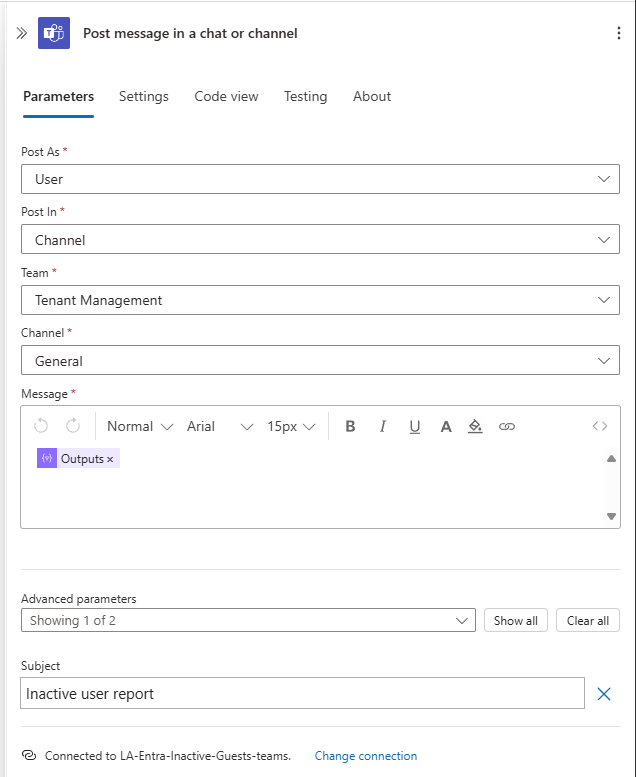 Post message in a chat or channel
Parameters Settings Code view Testing About
Post As *
User
Post In *
Channel
Team *
Tenant Management
Channel *
General
Message *
Normal Arial 15px B I U A <>
{v} Outputs ×
Advanced parameters
Showing 1 of 2 Show all Clear all
Subject
Inactive user report
Connected to LA-Entra-Inactive-Guests-teams. Change connection